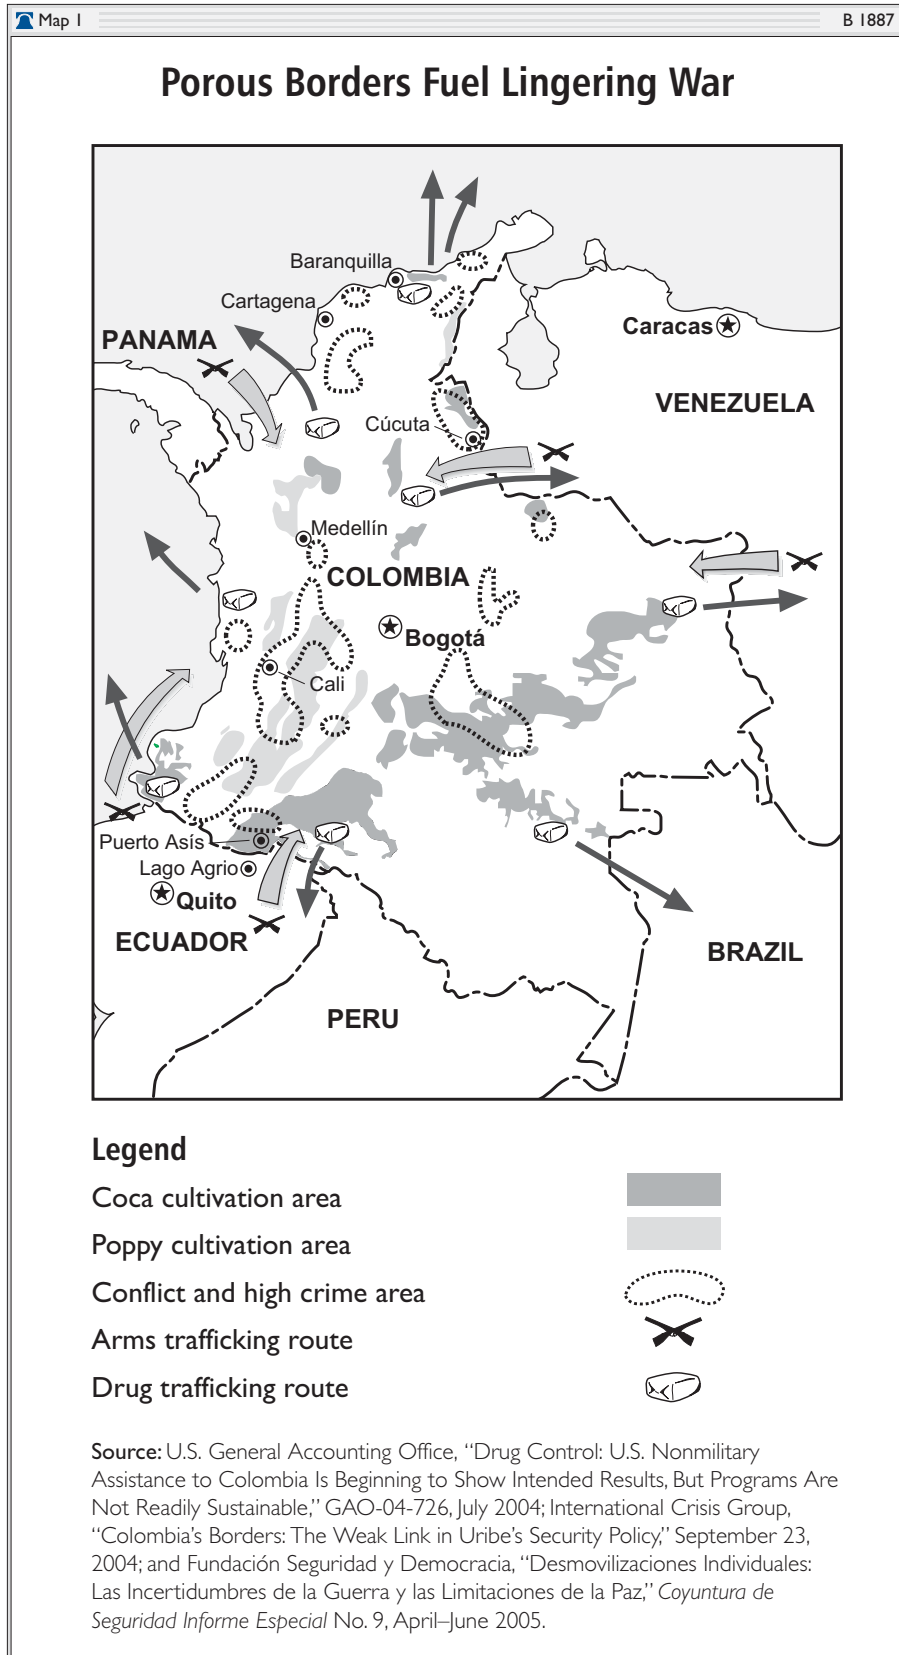 Map 1
B 1887
Porous Borders Fuel Lingering War
Baranquilla
Cartagena
Caracas
PANAMA
VENEZUELA
Cúcuta
Medellín
COLOMBIA
Bogotá
Cali
Puerto Asís
Lago Agrio
Quito
ECUADOR
BRAZIL
PERU
Legend
Coca cultivation area
Poppy cultivation area
Conflict and high crime area
Arms trafficking route
Drug trafficking route
Source: U.S. General Accounting Office, “Drug Control: U.S. Nonmilitary
Assistance to Colombia Is Beginning to Show Intended Results, But Programs Are
Not Readily Sustainable,” GAO-04-726, July 2004; International Crisis Group,
“Colombia’s Borders: The Weak Link in Uribe’s Security Policy,” September 23,
2004; and Fundación Seguridad y Democracia, “Desmovilizaciones Individuales:
Las Incertidumbres de la Guerra y las Limitaciones de la Paz,” Coyuntura de
Seguridad Informe Especial No. 9, April–June 2005.